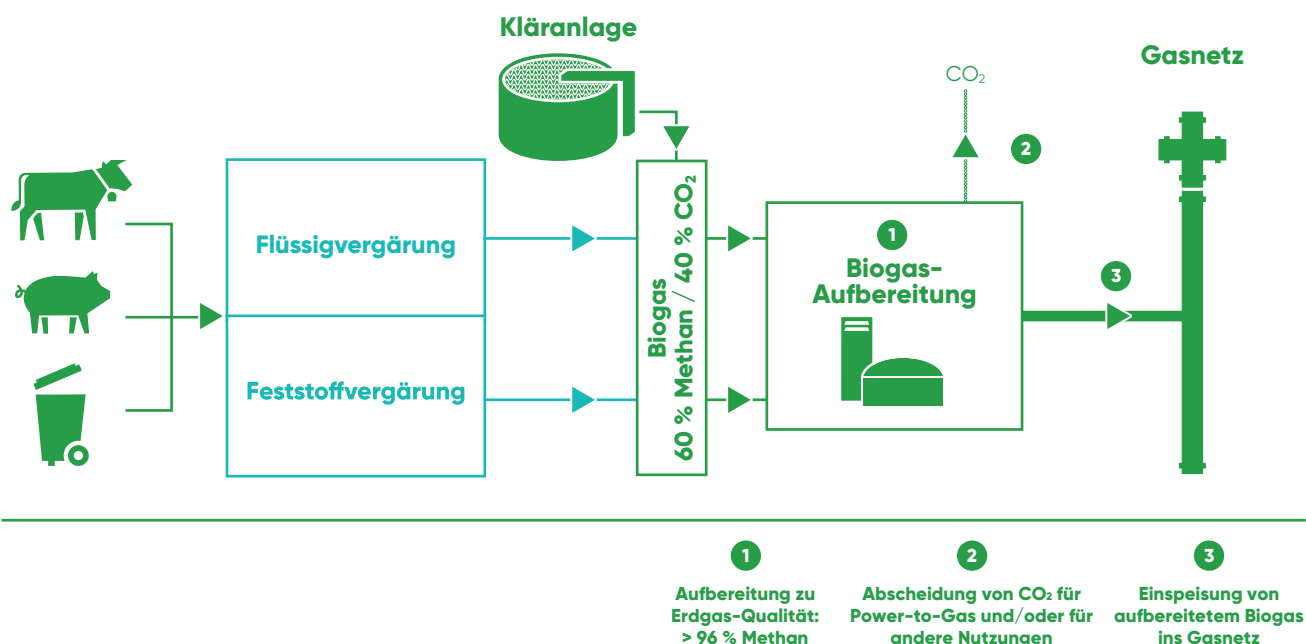 Kläranlage
Gasnetz
CO₂
2
Flüssigvergärung
Feststoffvergärung
Biogas
60 % Methan / 40 % CO₂
1
Biogas-
Aufbereitung
3
1
Aufbereitung zu
Erdgas-Qualität:
> 96 % Methan
2
Abscheidung von CO₂ für
Power-to-Gas und/oder für
andere Nutzungen
3
Einspeisung von
aufbereitetem Biogas
ins Gasnetz